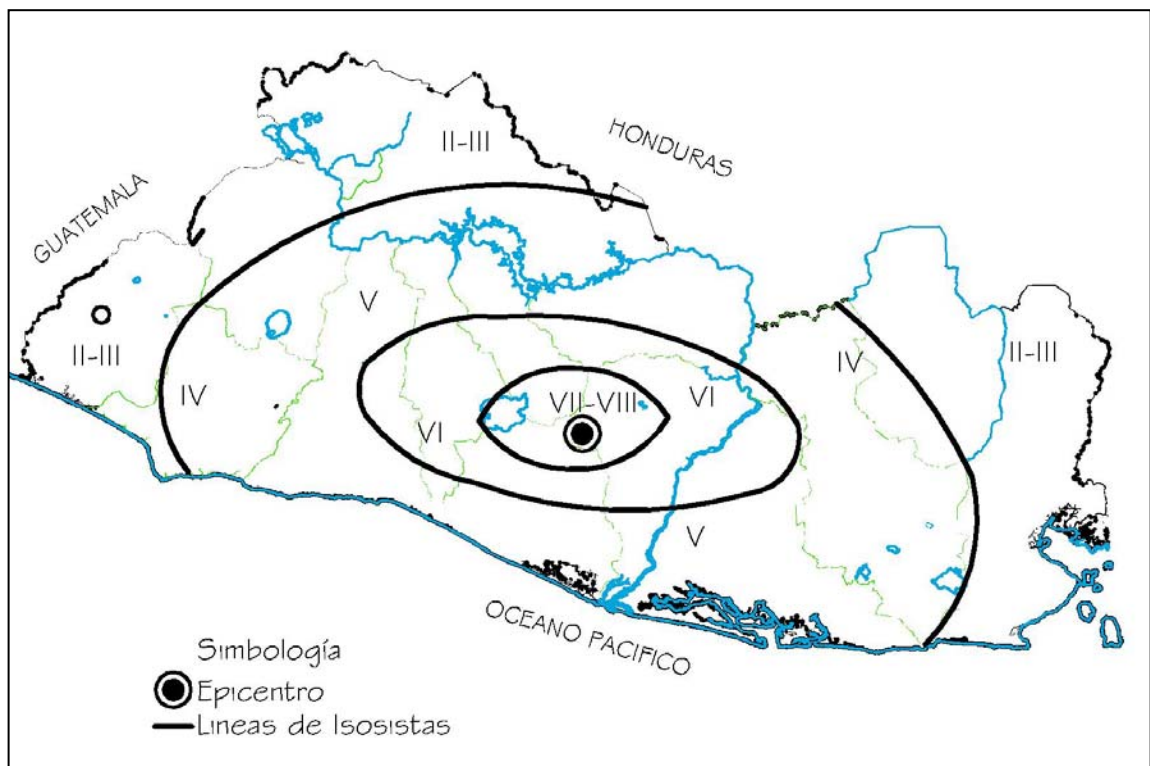 II-III
HONDURAS
GUATEMALA
V
II-III
IV
IV
II-III
VII-VIII
VI
VI
V
OCEANO PACIFICO
Simbología
Epicentro
Lineas de Isosistas